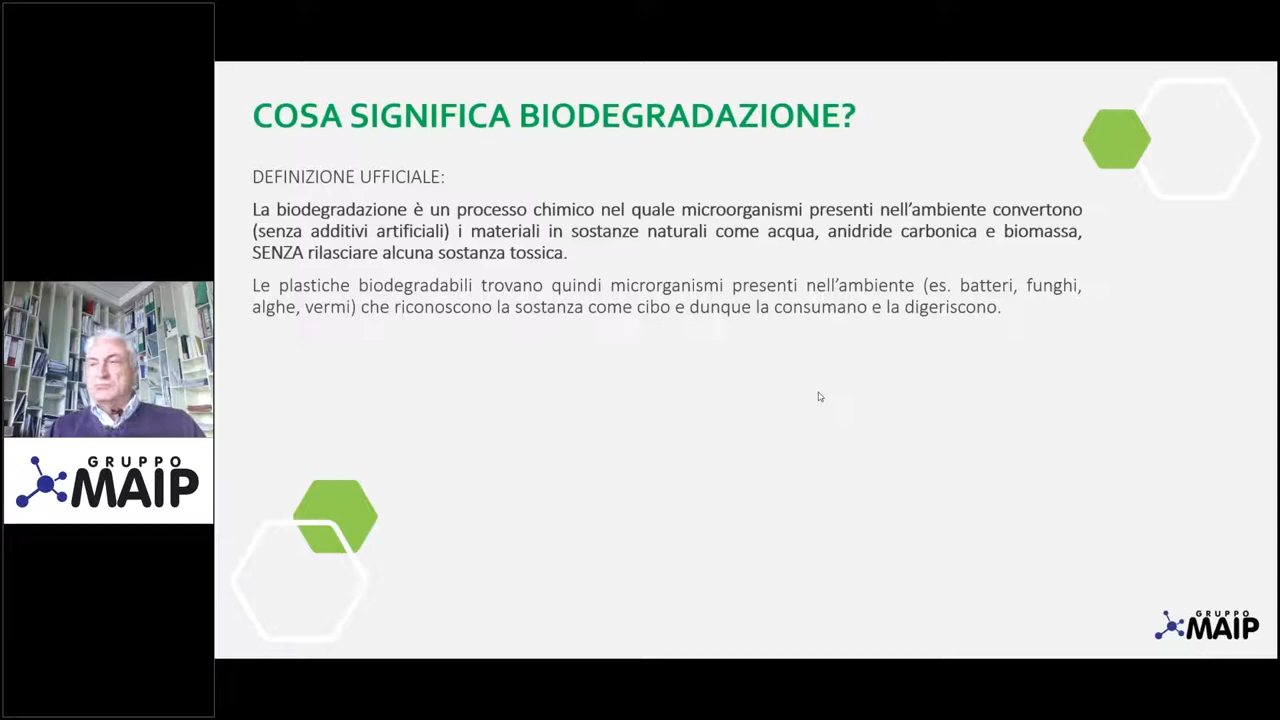 COSA SIGNIFICA BIODEGRADAZIONE?
DEFINIZIONE UFFICIALE:
La biodegradazione è un processo chimico nel quale microorganismi presenti nell'ambiente convertono
(senza additivi artificiali) i materiali in sostanze naturali come acqua, anidride carbonica e biomassa,
SENZA rilasciare alcuna sostanza tossica.
Le plastiche biodegradabili trovano quindi microrganismi presenti nell'ambiente (es. batteri, funghi,
alghe, vermi) che riconoscono la sostanza come cibo e dunque la consumano e la digeriscono.
GRUPPO
MAIP
GRUPPO
MAIP